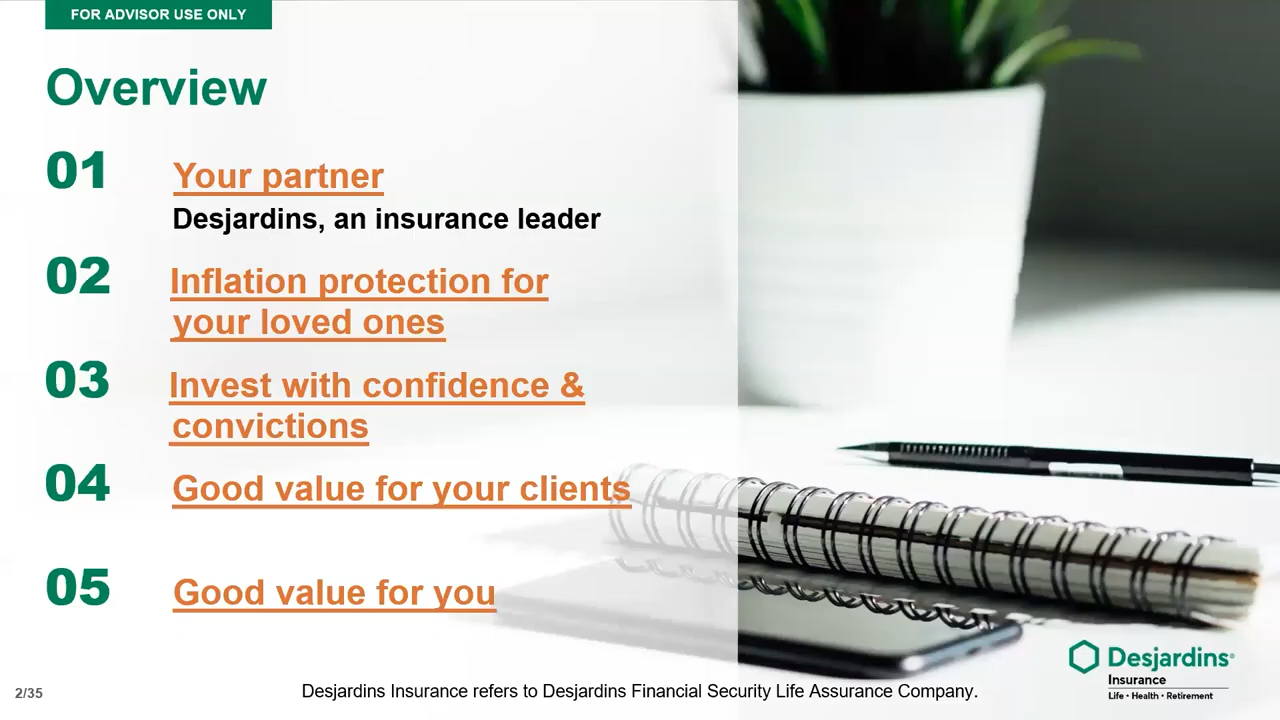 FOR ADVISOR USE ONLY
Overview
01
Your partner
Desjardins, an insurance leader
02
Inflation protection for
your loved ones
03
Invest with confidence &
convictions
04
Good value for your clients
05
Good value for you
2/35
Desjardins Insurance refers to Desjardins Financial Security Life Assurance Company.
Desjardins®
Insurance
Life • Health • Retirement